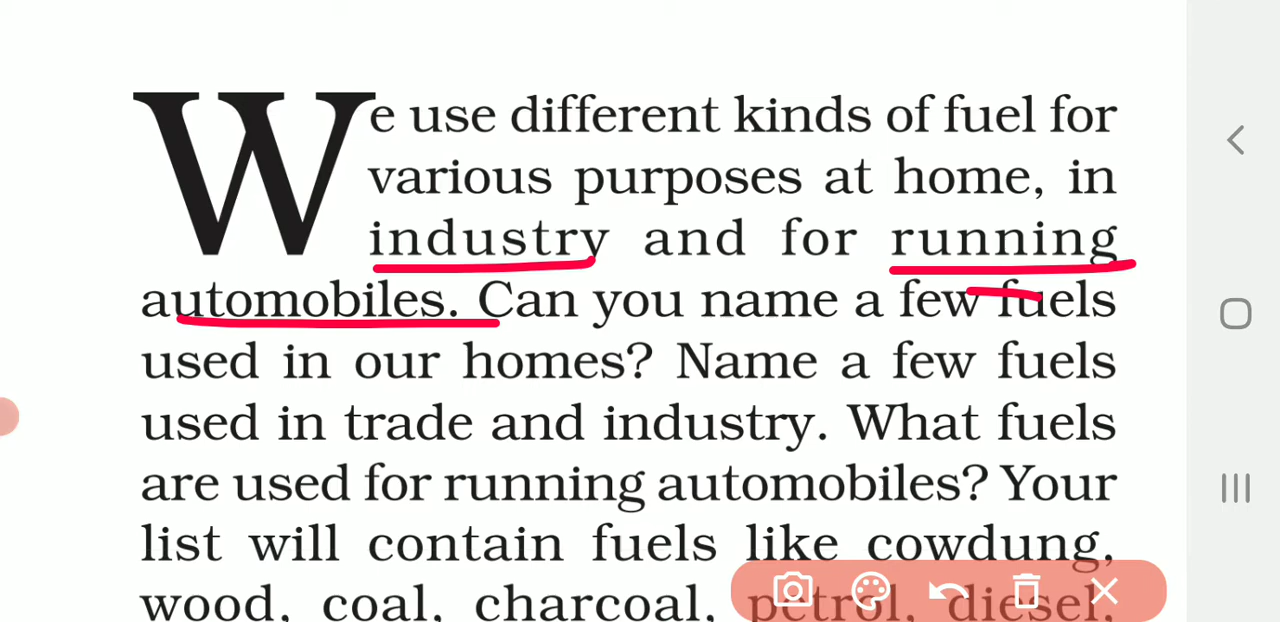 We use different kinds of fuel for
various purposes at home, in
industry and for running
automobiles. Can you name a few fuels
used in our homes? Name a few fuels
used in trade and industry. What fuels
are used for running automobiles? Your
list will contain fuels like cowdung,
wood, coal, charcoal, petrol, diesel,